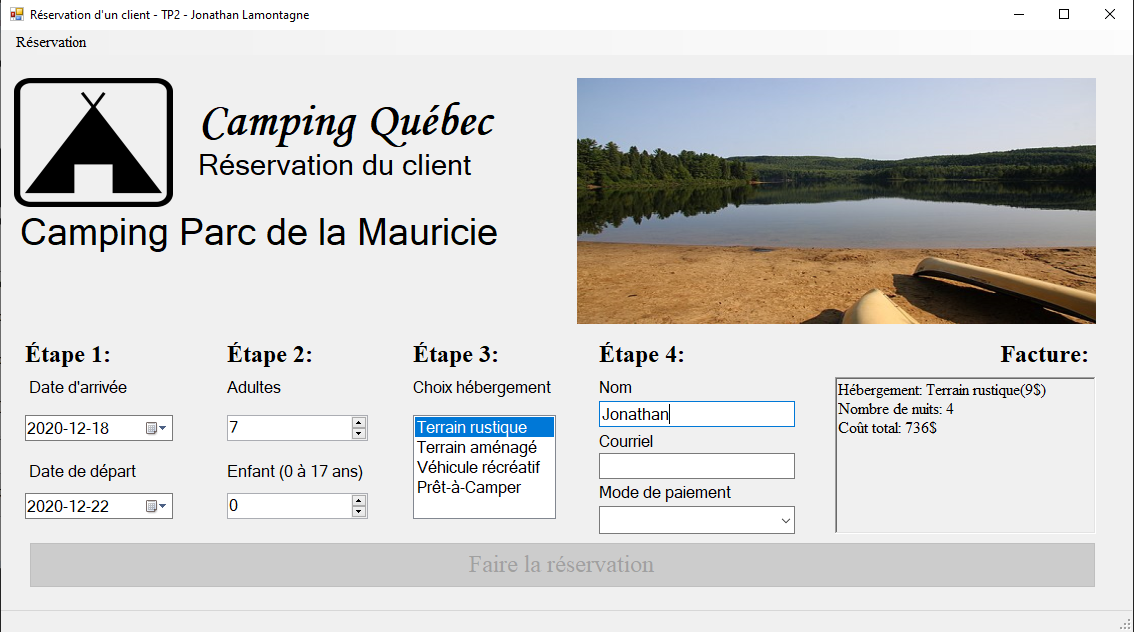 Réservation d'un client - TP2 - Jonathan Lamontagne
Réservation
Camping Québec
Réservation du client
Camping Parc de la Mauricie
Étape 1:
Date d'arrivée
2020-12-18
Date de départ
2020-12-22
Étape 2:
Adultes
7
Enfant (0 à 17 ans)
0
Étape 3:
Choix hébergement
Terrain rustique
Terrain aménagé
Véhicule récréatif
Prêt-à-Camper
Étape 4:
Nom
Jonathan
Courriel
Mode de paiement
Facture:
Hébergement: Terrain rustique(9$)
Nombre de nuits: 4
Coût total: 736$
Faire la réservation